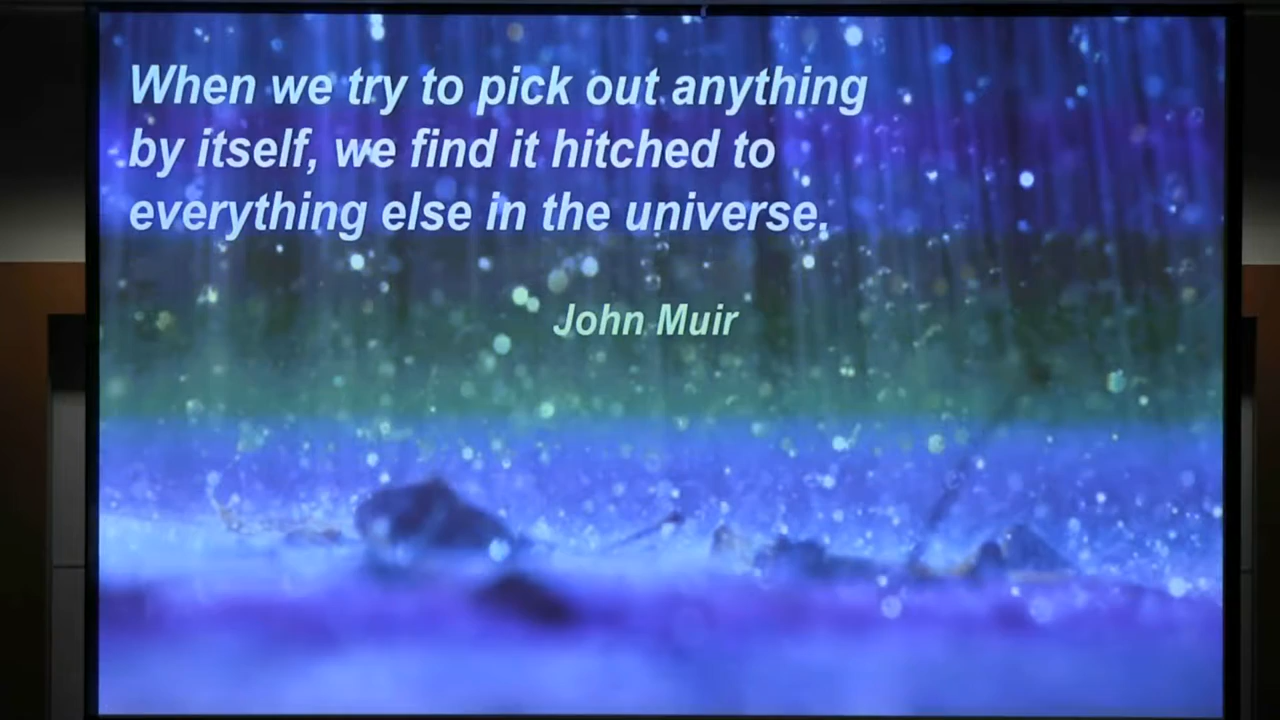 When we try to pick out anything
by itself, we find it hitched to
everything else in the universe.
John Muir